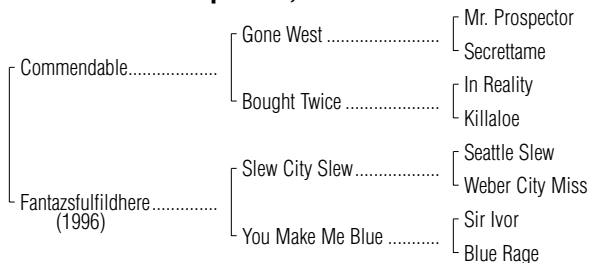 Mr. Prospector
Gone West
Secrettame
Commendable
In Reality
Bought Twice
Killaloe
Seattle Slew
Slew City Slew
Weber City Miss
Fantazsfulfildhere
(1996)
Sir Ivor
You Make Me Blue
Blue Rage